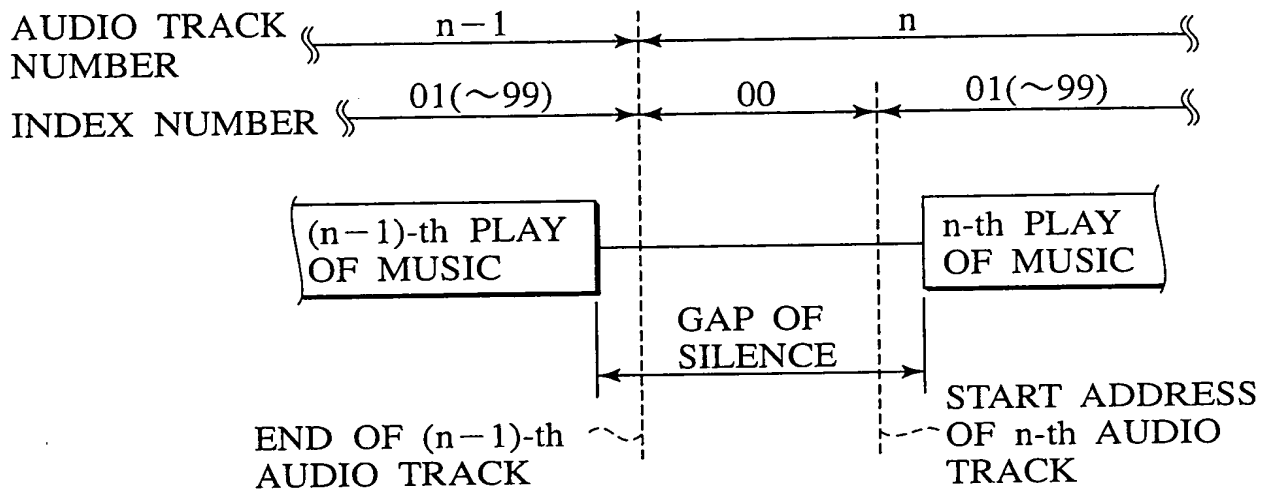 AUDIO TRACK
NUMBER
n−1
n
INDEX NUMBER
01(~99)
00
01(~99)
(n−1)-th PLAY
OF MUSIC
n-th PLAY
OF MUSIC
GAP OF
SILENCE
END OF (n−1)-th
AUDIO TRACK
START ADDRESS
OF n-th AUDIO
TRACK